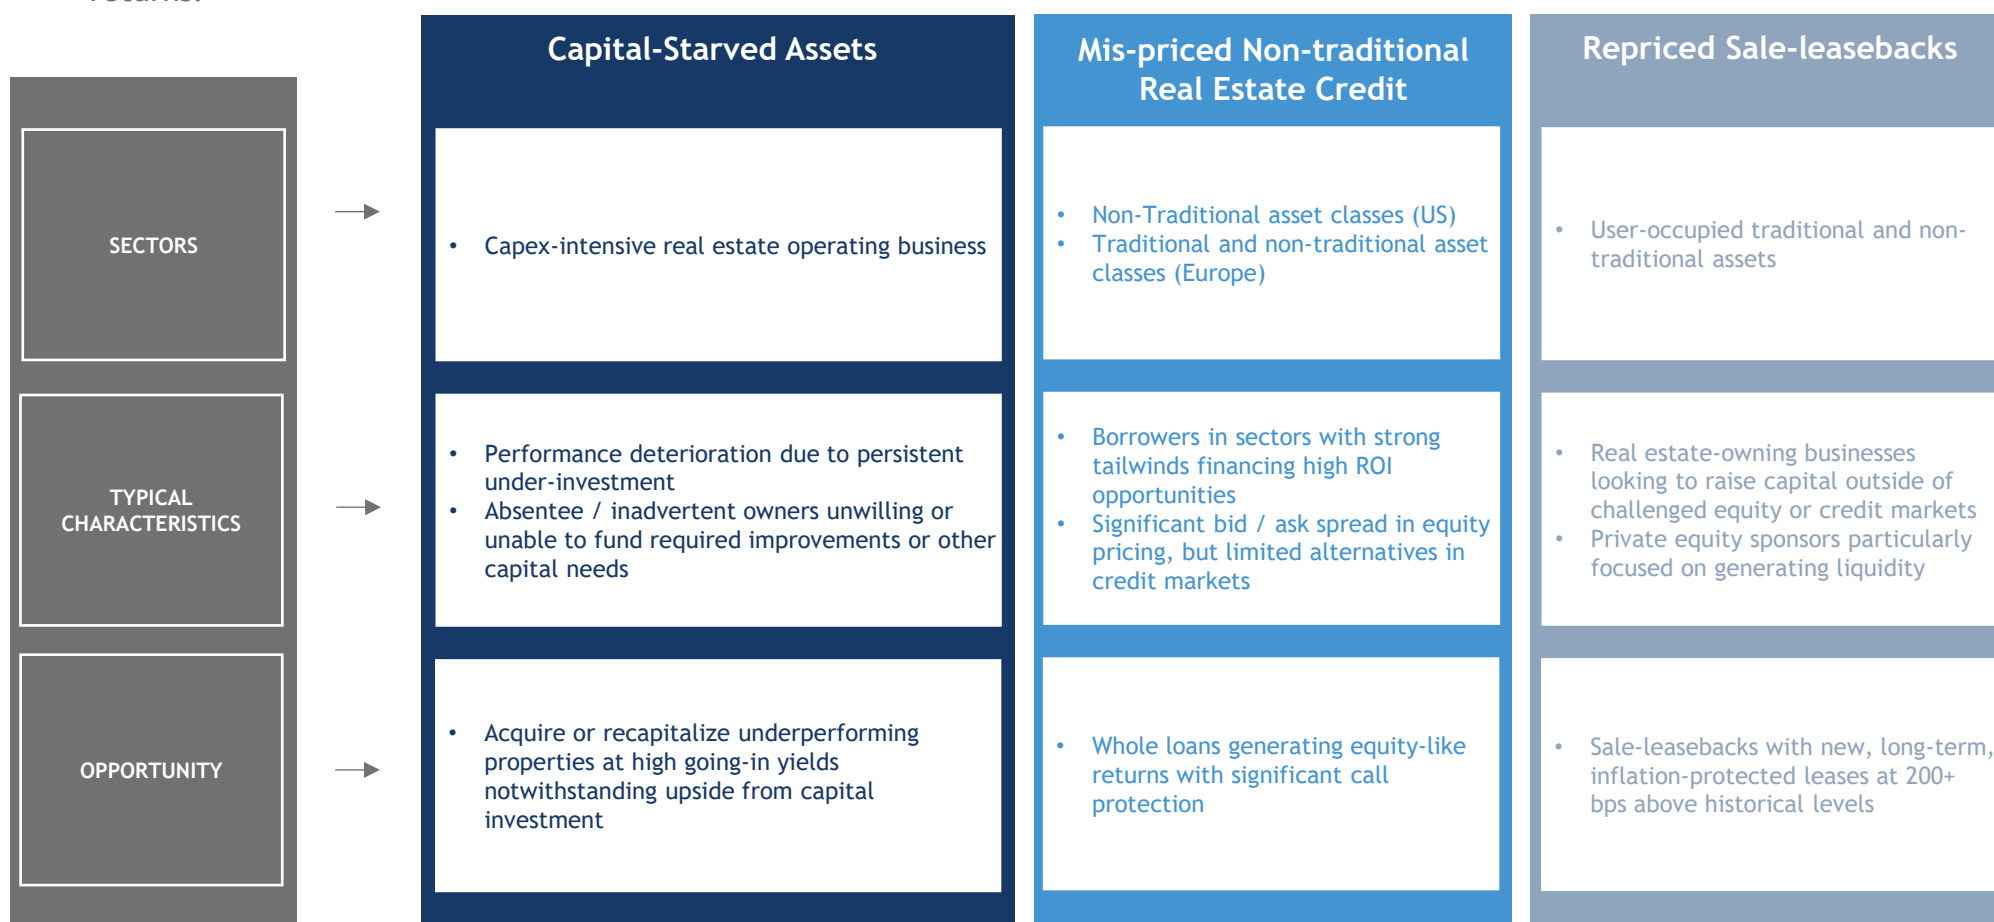 returns.
Capital-Starved Assets
Mis-priced Non-traditional
Real Estate Credit
Repriced Sale-leasebacks
SECTORS
• Capex-intensive real estate operating business
• Non-Traditional asset classes (US)
• Traditional and non-traditional asset
classes (Europe)
• User-occupied traditional and non-
traditional assets
TYPICAL
CHARACTERISTICS
• Performance deterioration due to persistent
under-investment
• Absentee / inadvertent owners unwilling or
unable to fund required improvements or other
capital needs
• Borrowers in sectors with strong
tailwinds financing high ROI
opportunities
• Significant bid / ask spread in equity
pricing, but limited alternatives in
credit markets
• Real estate-owning businesses
looking to raise capital outside of
challenged equity or credit markets
• Private equity sponsors particularly
focused on generating liquidity
OPPORTUNITY
• Acquire or recapitalize underperforming
properties at high going-in yields
notwithstanding upside from capital
investment
• Whole loans generating equity-like
returns with significant call
protection
• Sale-leasebacks with new, long-term,
inflation-protected leases at 200+
bps above historical levels